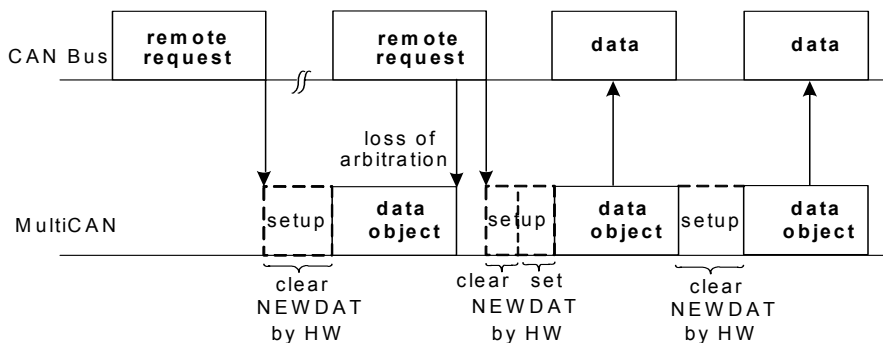 remote
request
remote
request
data
data
CAN Bus
loss of
arbitration
MultiCAN
setup
data
object
setup
data
object
setup
data
object
clear
NEWDAT
by HW
clear set
NEWDAT
by HW
clear
NEWDAT
by HW